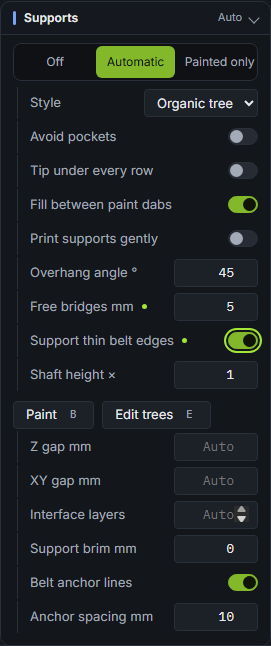 Supports Auto
Off Automatic Painted only
Style Organic tree
Avoid pockets
Tip under every row
Fill between paint dabs
Print supports gently
Overhang angle ° 45
Free bridges mm 5
Support thin belt edges
Shaft height × 1
Paint B Edit trees E
Z gap mm Auto
XY gap mm Auto
Interface layers Auto
Support brim mm 0
Belt anchor lines
Anchor spacing mm 10